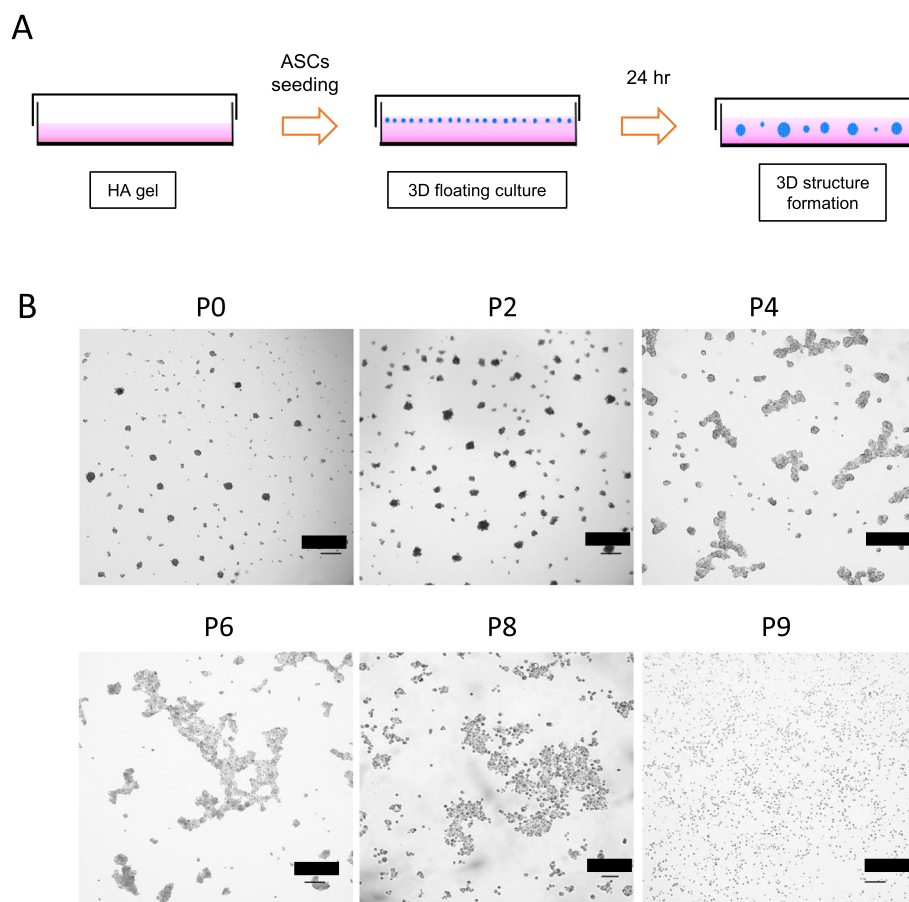 A
ASCs
seeding
24 hr
HA gel
3D floating culture
3D structure
formation
B
P0
P2
P4
P6
P8
P9